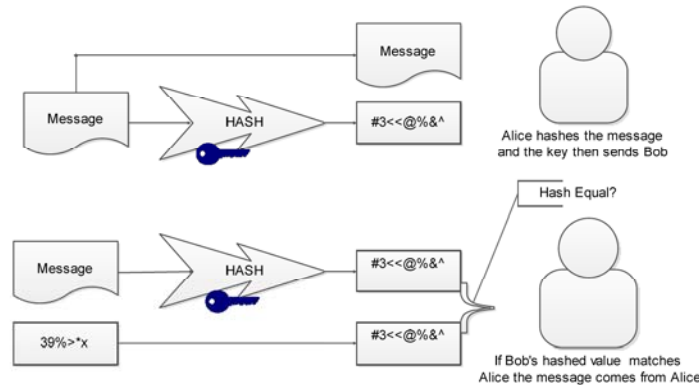 Message
Message
HASH
#3<<@%&^
Alice hashes the message
and the key then sends Bob
Hash Equal?
Message
HASH
#3<<@%&^
39%>*x
#3<<@%&^
If Bob's hashed value matches
Alice the message comes from Alice